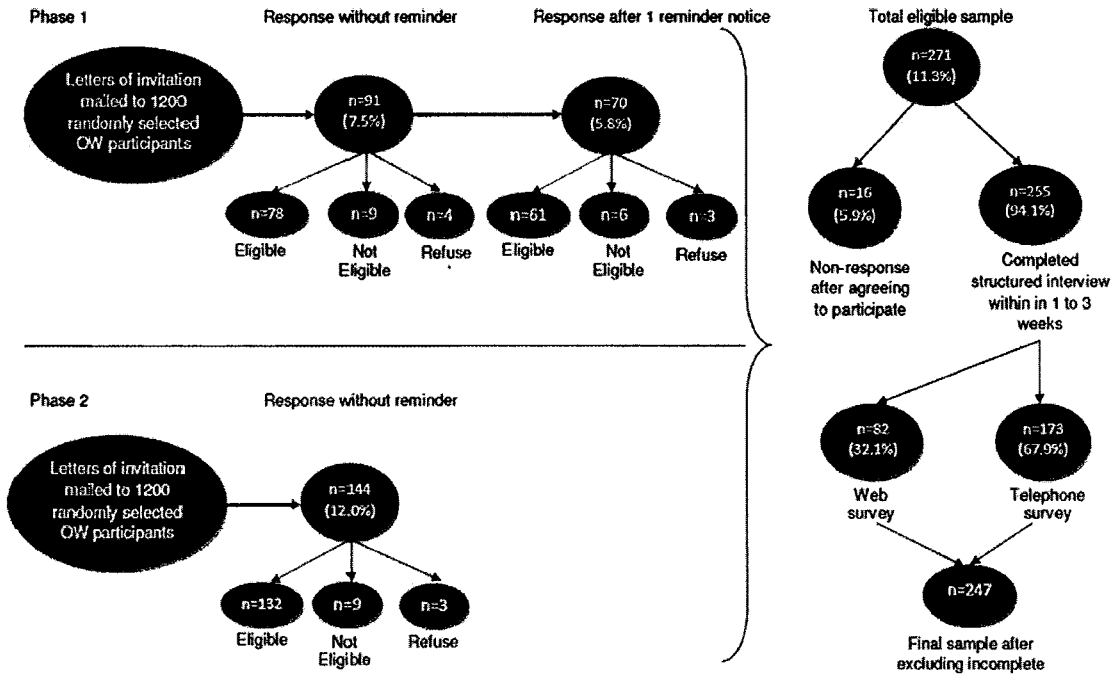 Phase 1
Response without reminder
Response after 1 reminder notice
Total eligible sample
Letters of invitation
mailed to 1200
randomly selected
OW participants
n=91
(7.5%)
n=70
(5.8%)
n=78
Eligible
n=9
Not
Eligible
n=4
Refuse
n=61
Eligible
n=6
Not
Eligible
n=3
Refuse
n=271
(11.3%)
n=16
(5.9%)
Non-response
after agreeing
to participate
n=255
(94.1%)
Completed
structured interview
within in 1 to 3
weeks
Phase 2
Response without reminder
Letters of invitation
mailed to 1200
randomly selected
OW participants
n=144
(12.0%)
n=132
Eligible
n=9
Not
Eligible
n=3
Refuse
n=82
(32.1%)
Web
survey
n=173
(67.9%)
Telephone
survey
n=247
Final sample after
excluding incomplete